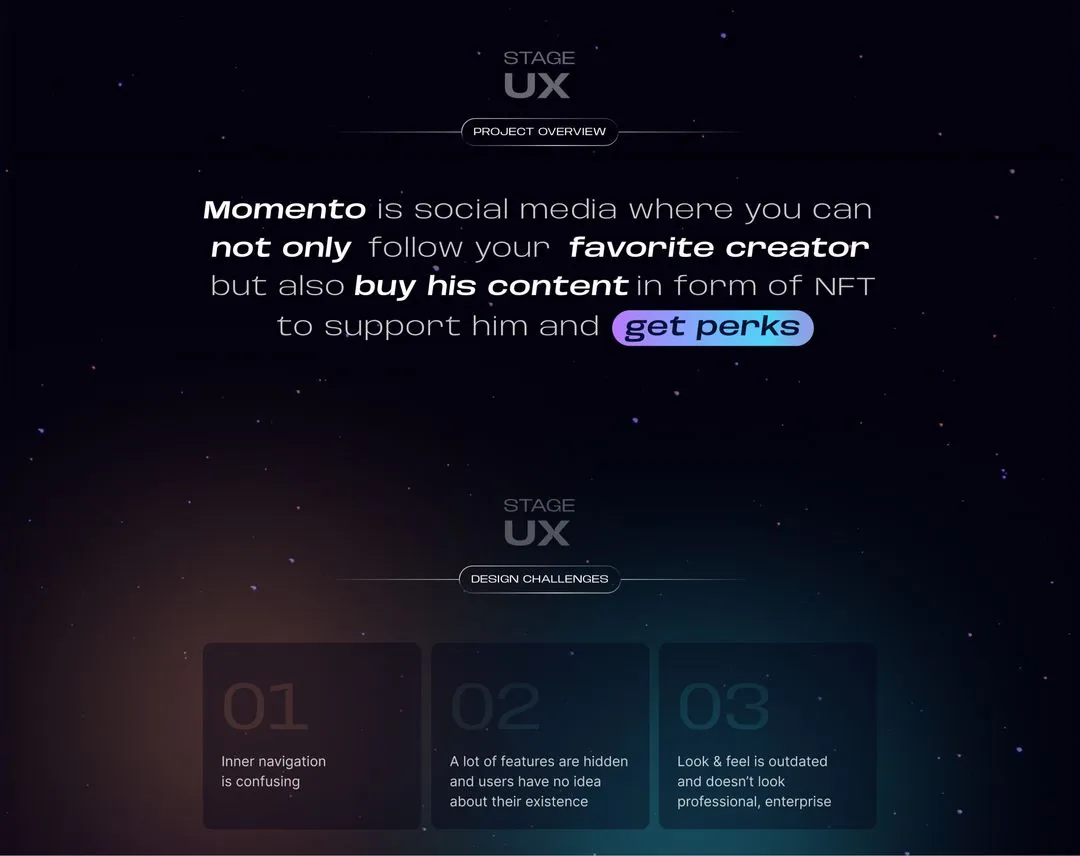 STAGE
UX
PROJECT OVERVIEW
Momento is social media where you can
not only follow your favorite creator
but also buy his content in form of NFT
to support him and get perks
STAGE
UX
DESIGN CHALLENGES
01
Inner navigation
is confusing
02
A lot of features are hidden
and users have no idea
about their existence
03
Look & feel is outdated
and doesn’t look
professional, enterprise